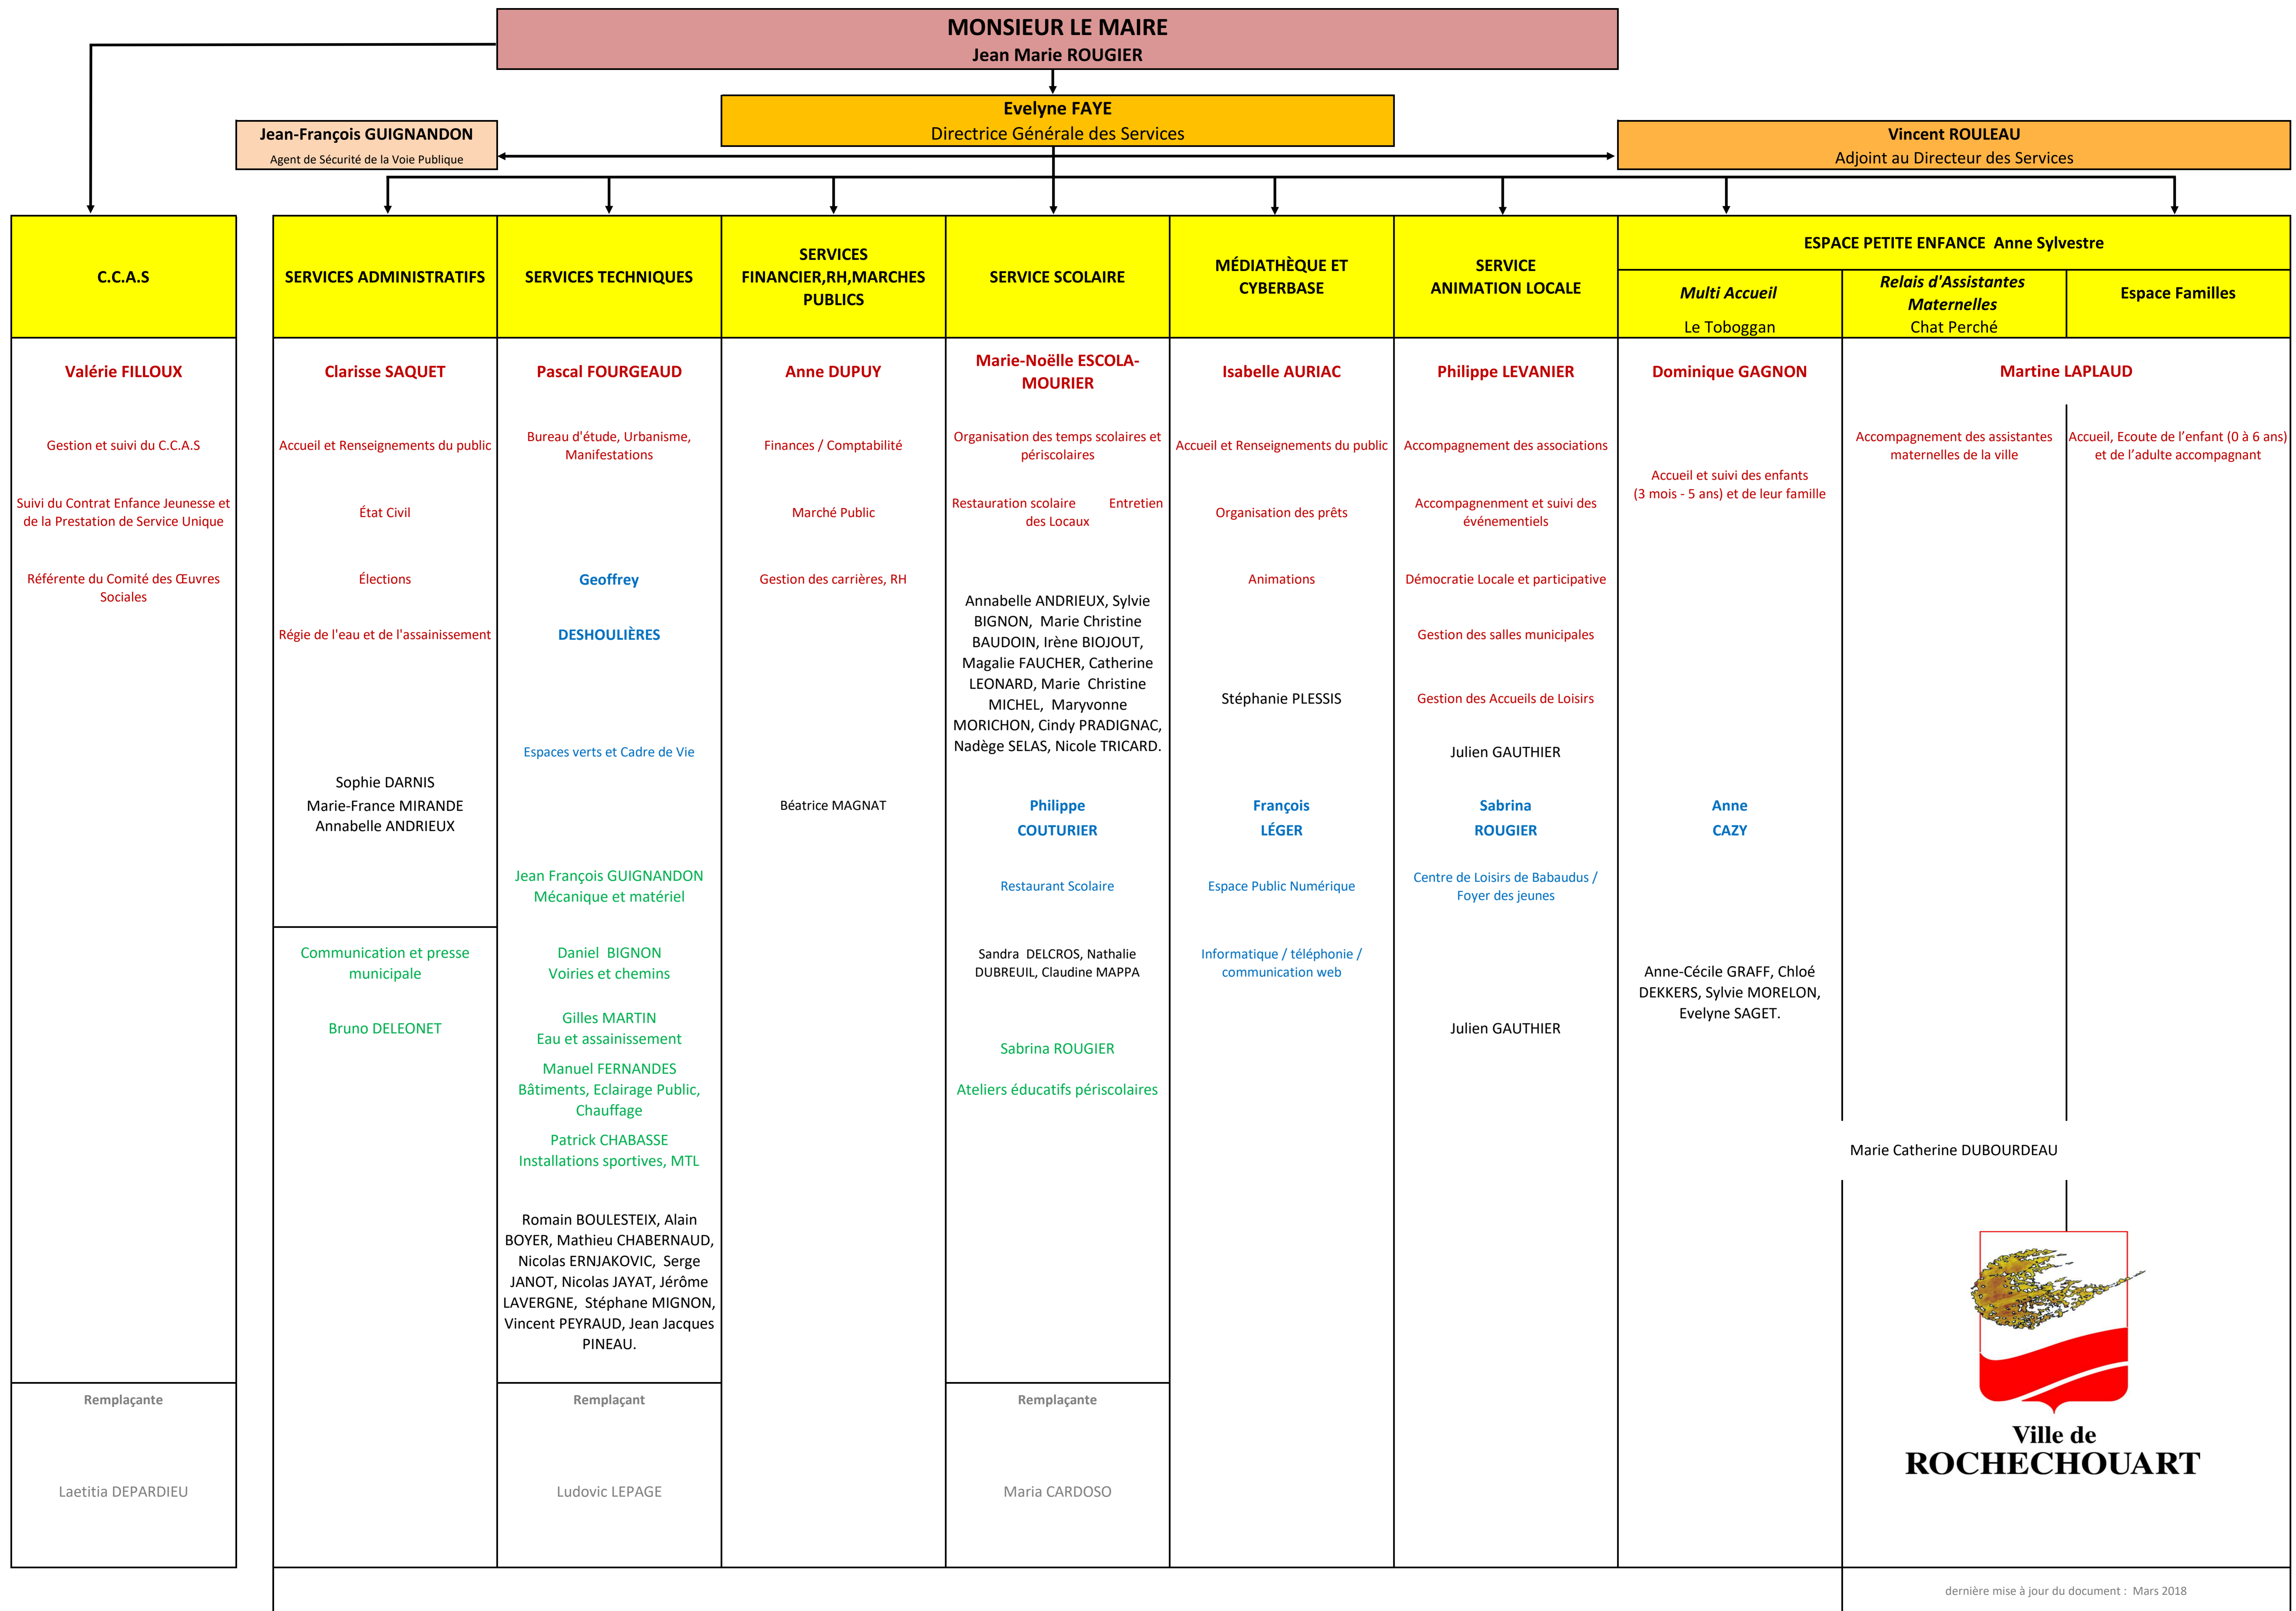 MONSIEUR LE MAIRE
Jean Marie ROUGIER
Evelyne FAYE
Directrice Générale des Services
Jean-François GUIGNANDON
Agent de Sécurité de la Voie Publique
Vincent ROULEAU
Adjoint au Directeur des Services
C.C.A.S
Valérie FILLOUX
Gestion et suivi du C.C.A.S
Suivi du Contrat Enfance Jeunesse et
de la Prestation de Service Unique
Référente du Comité des Œuvres
Sociales
Remplaçante
Laetitia DEPARDIEU
SERVICES ADMINISTRATIFS
Clarisse SAQUET
Accueil et Renseignements du public
État Civil
Élections
Régie de l'eau et de l'assainissement
Sophie DARNIS
Marie-France MIRANDE
Annabelle ANDRIEUX
Communication et presse
municipale
Bruno DELEONET
SERVICES TECHNIQUES
Pascal FOURGEAUD
Bureau d'étude, Urbanisme,
Manifestations
Geoffrey
DESHOULIÈRES
Espaces verts et Cadre de Vie
Jean François GUIGNANDON
Mécanique et matériel
Daniel  BIGNON
Voiries et chemins
Gilles MARTIN
Eau et assainissement
Manuel FERNANDES
Bâtiments, Eclairage Public,
Chauffage
Patrick CHABASSE
Installations sportives, MTL
Romain BOULESTEIX, Alain
BOYER, Mathieu CHABERNAUD,
Nicolas ERNJAKOVIC,  Serge
JANOT, Nicolas JAYAT, Jérôme
LAVERGNE,  Stéphane MIGNON,
Vincent PEYRAUD, Jean Jacques
PINEAU.
Remplaçant
Ludovic LEPAGE
SERVICES
FINANCIER,RH,MARCHES
PUBLICS
Anne DUPUY
Finances / Comptabilité
Marché Public
Gestion des carrières, RH
Béatrice MAGNAT
SERVICE SCOLAIRE
Marie-Noëlle ESCOLA-
MOURIER
Organisation des temps scolaires et
périscolaires
Restauration scolaire        Entretien
des Locaux
Annabelle ANDRIEUX, Sylvie
BIGNON,  Marie Christine
BAUDOIN, Irène BIOJOUT,
Magalie FAUCHER, Catherine
LEONARD, Marie  Christine
MICHEL,  Maryvonne
MORICHON, Cindy PRADIGNAC,
Nadège SELAS, Nicole TRICARD.
Philippe
COUTURIER
Restaurant Scolaire
Sandra  DELCROS, Nathalie
DUBREUIL, Claudine MAPPA
Sabrina ROUGIER
Ateliers éducatifs périscolaires
Remplaçante
Maria CARDOSO
MÉDIATHÈQUE ET
CYBERBASE
Isabelle AURIAC
Accueil et Renseignements du public
Organisation des prêts
Animations
Stéphanie PLESSIS
François
LÉGER
Espace Public Numérique
Informatique / téléphonie /
communication web
SERVICE
ANIMATION LOCALE
Philippe LEVANIER
Accompagnement des associations
Accompagnenment et suivi des
événementiels
Démocratie Locale et participative
Gestion des salles municipales
Gestion des Accueils de Loisirs
Julien GAUTHIER
Sabrina
ROUGIER
Centre de Loisirs de Babaudus /
Foyer des jeunes
Julien GAUTHIER
ESPACE PETITE ENFANCE  Anne Sylvestre
Multi Accueil
Le Toboggan
Dominique GAGNON
Accueil et suivi des enfants
(3 mois - 5 ans) et de leur famille
Anne
CAZY
Anne-Cécile GRAFF, Chloé
DEKKERS, Sylvie MORELON,
Evelyne SAGET.
Relais d'Assistantes
Maternelles
Chat Perché
Espace Familles
Martine LAPLAUD
Accompagnement des assistantes
maternelles de la ville
Accueil, Ecoute de l’enfant (0 à 6 ans)
et de l’adulte accompagnant
Marie Catherine DUBOURDEAU
Ville de
ROCHECHOUART
dernière mise à jour du document :  Mars 2018